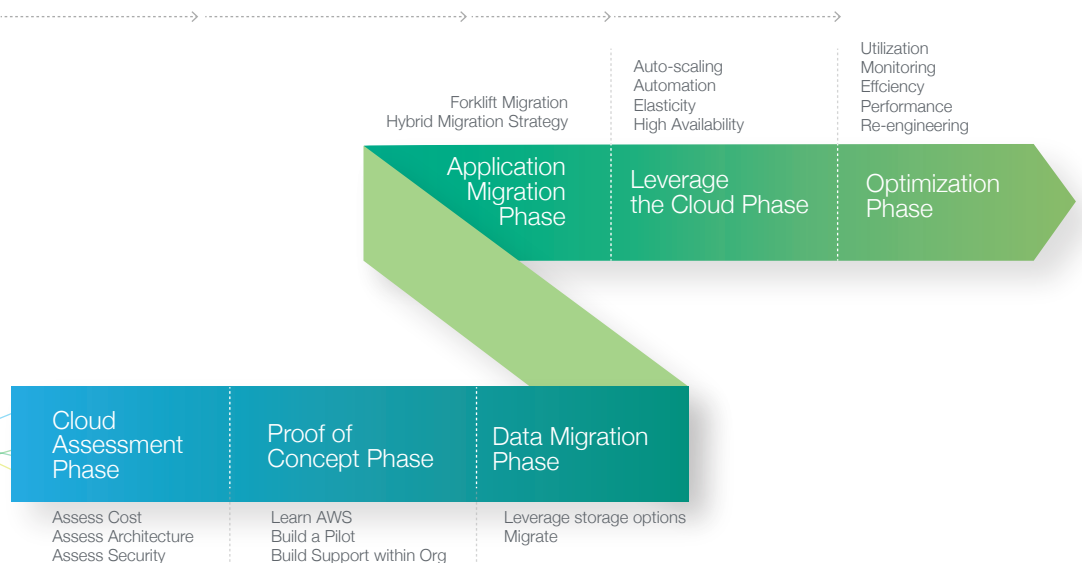 Forklift Migration
Hybrid Migration Strategy
Auto-scaling
Automation
Elasticity
High Availability
Utilization
Monitoring
Effciency
Performance
Re-engineering
Application
Migration
Phase
Leverage
the Cloud Phase
Optimization
Phase
Cloud
Assessment
Phase
Proof of
Concept Phase
Data Migration
Phase
Assess Cost
Assess Architecture
Assess Security
Learn AWS
Build a Pilot
Build Support within Org
Leverage storage options
Migrate